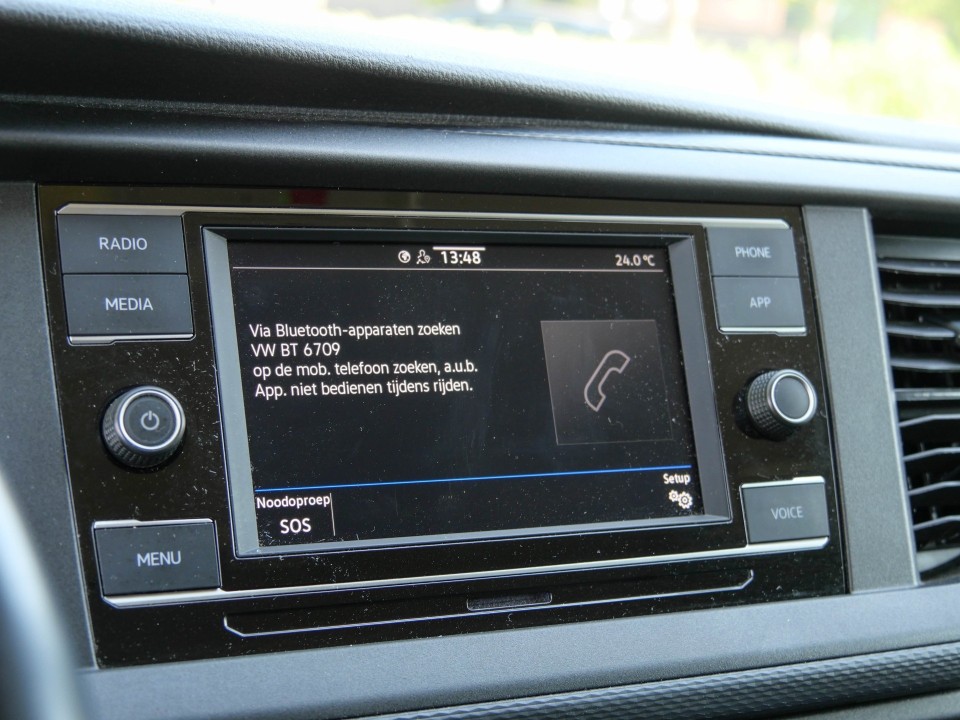 RADIO
MEDIA
MENU
13:48
24.0 °C
Via Bluetooth-apparaten zoeken
VW BT 6709
op de mob. telefoon zoeken, a.u.b.
App. niet bedienen tijdens rijden.
Noodoproep
SOS
Setup
PHONE
APP
VOICE